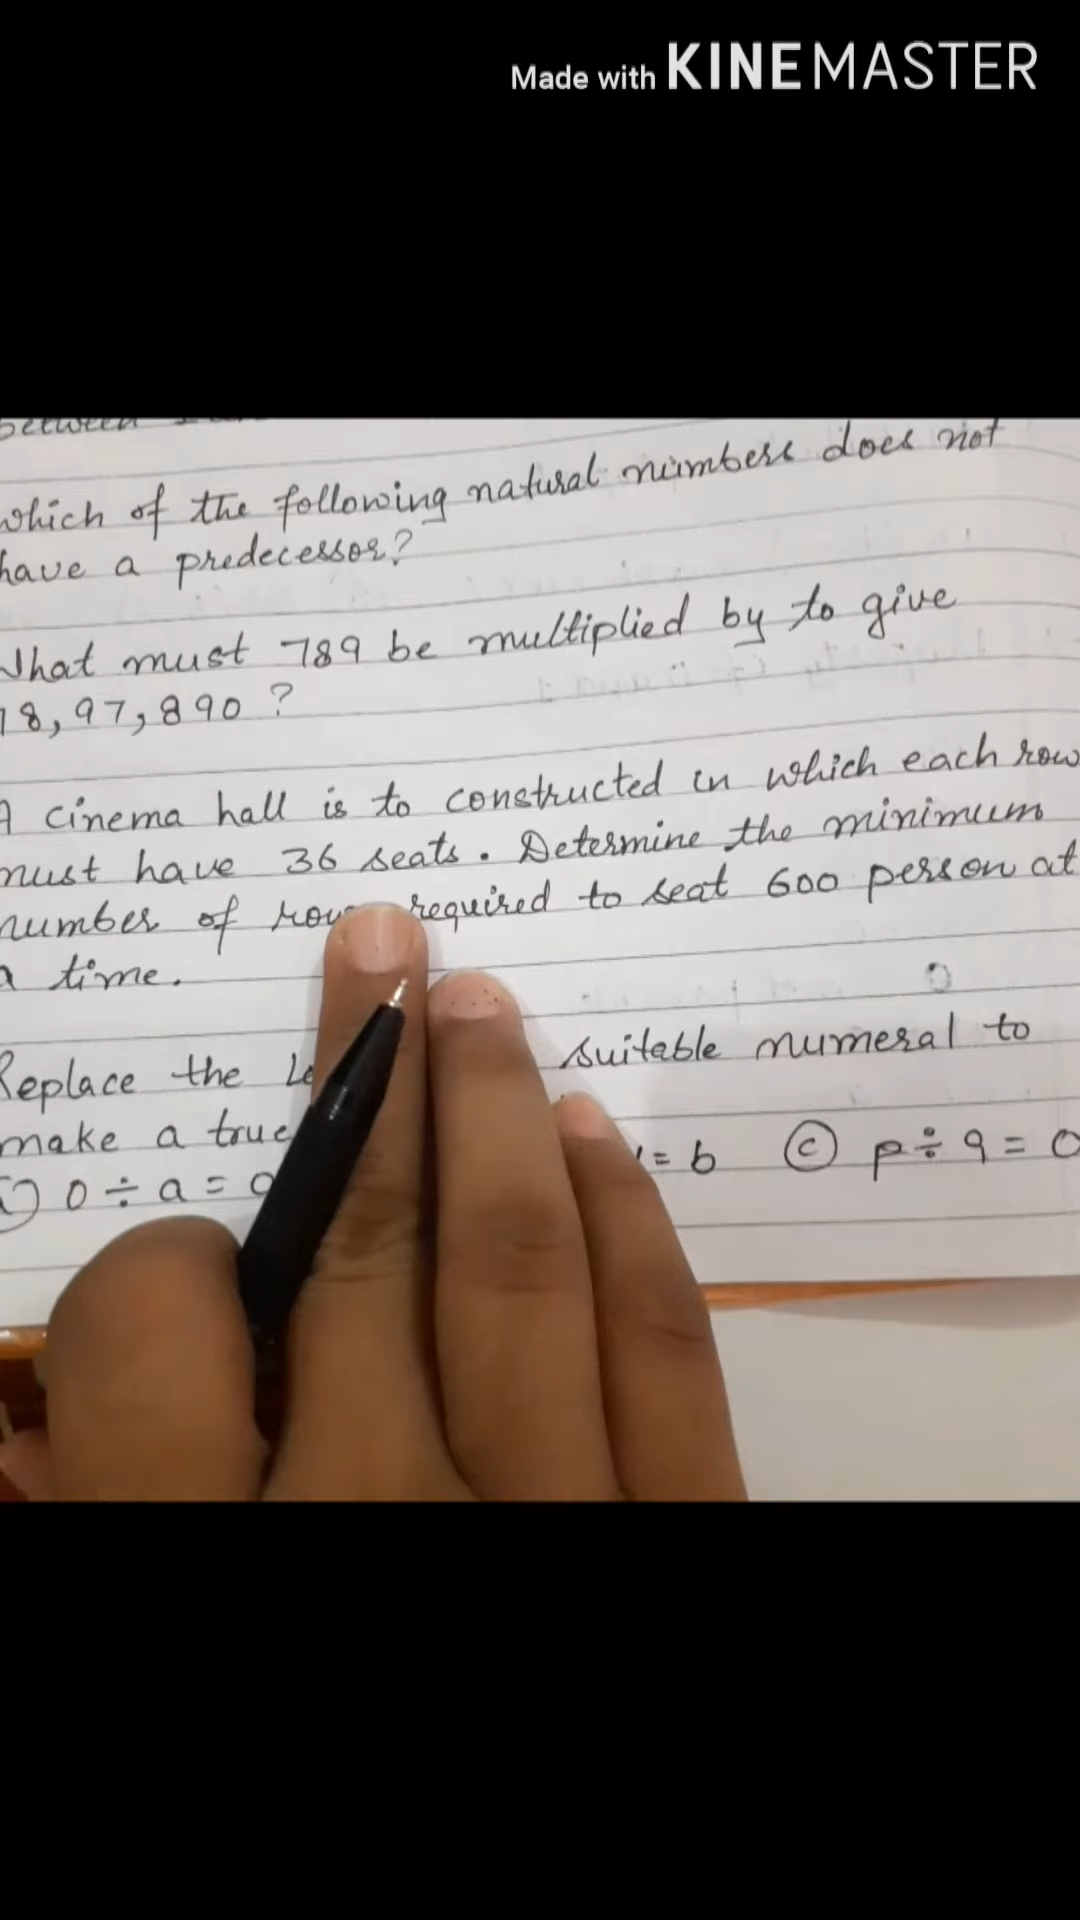 Made with KINEMASTER
between
which of the following natural numbers does not
have a predecessor?
What must 789 be multiplied by to give
18,97,890 ?
A cinema hall is to constructed in which each row
must have 36 seats. Determine the minimum
number of required to seat 600 person at
a time.
Replace the suitable numeral to
make a true
0 ÷ a = = b (c) p ÷ q = 0